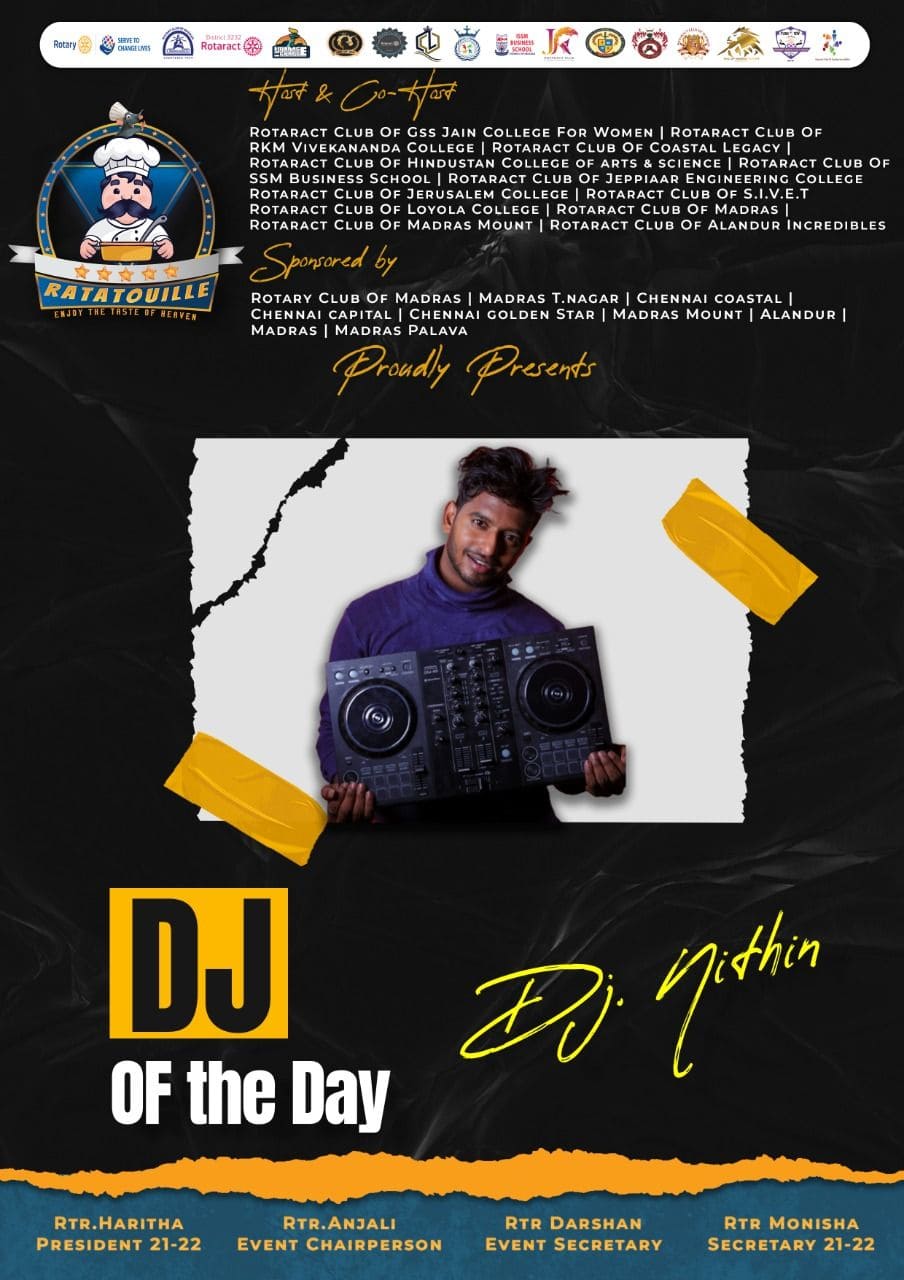 Rotary
SERVE TO
CHANGE LIVES
District 3232
Rotaract
Host & Co-Host
Rotaract Club Of Gss Jain College For Women | Rotaract Club Of
RKM Vivekananda College | Rotaract Club Of Coastal Legacy |
Rotaract Club Of Hindustan College of arts & science | Rotaract Club Of
SSM Business School | Rotaract Club Of Jeppiaar Engineering College
Rotaract Club Of Jerusalem College | Rotaract Club Of S.I.V.E.T
Rotaract Club Of Loyola College | Rotaract Club Of Madras |
Rotaract Club Of Madras Mount | Rotaract Club Of Alandur Incredibles
RATATOUILLE
ENJOY THE TASTE OF HEAVEN
Sponsored by
Rotary Club Of Madras | Madras T.nagar | Chennai coastal |
Chennai capital | Chennai golden Star | Madras Mount | Alandur |
Madras | Madras Palava
Proudly Presents
DJ
OF the Day
Dj. Nithin
Rtr.Haritha
President 21-22
Rtr.Anjali
Event Chairperson
Rtr Darshan
Event Secretary
Rtr Monisha
Secretary 21-22